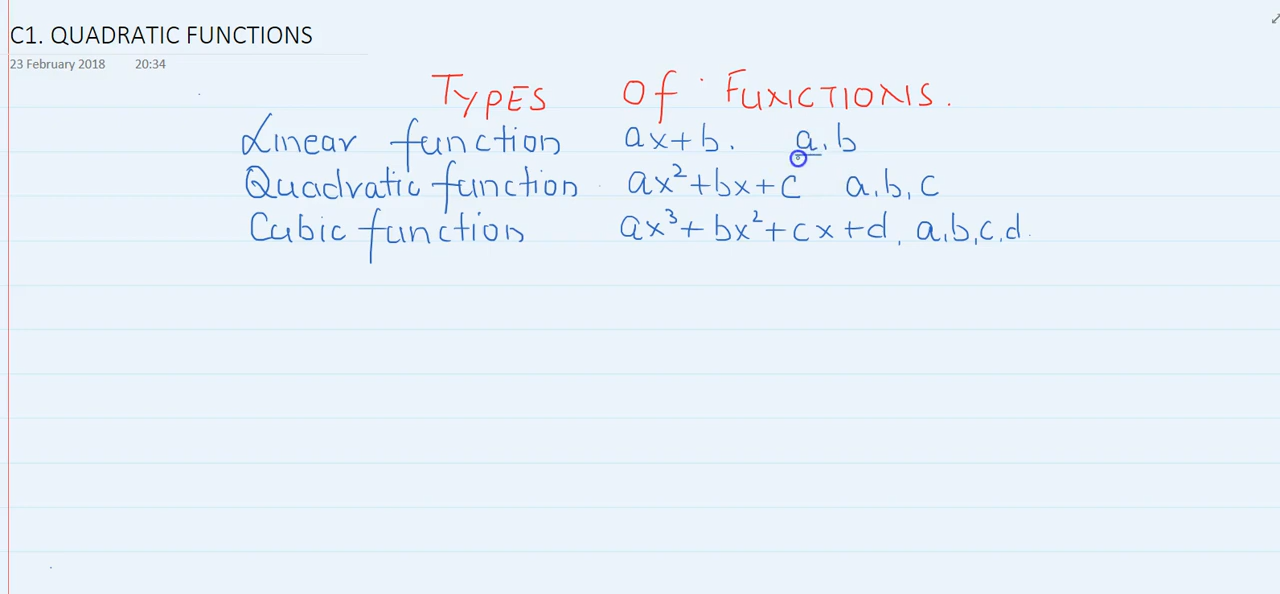 C1. QUADRATIC FUNCTIONS
23 February 2018 20:34
TYPES Of FUNCTIONS.
Linear function ax+b. a,b
Quadratic function ax²+bx+c a,b,c
Cubic function ax³+bx²+cx+d, a,b,c,d.